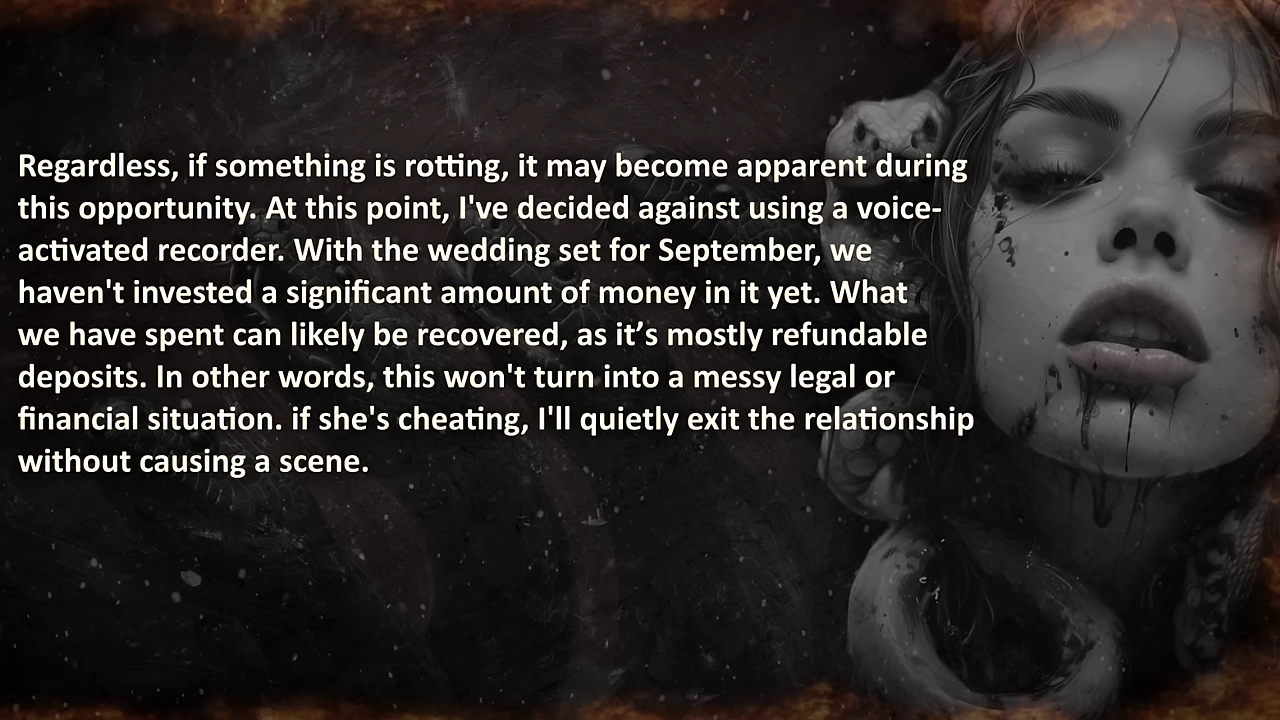 Regardless, if something is rotting, it may become apparent during
this opportunity. At this point, I've decided against using a voice-
activated recorder. With the wedding set for September, we
haven't invested a significant amount of money in it yet. What
we have spent can likely be recovered, as it’s mostly refundable
deposits. In other words, this won't turn into a messy legal or
financial situation. if she's cheating, I'll quietly exit the relationship
without causing a scene.